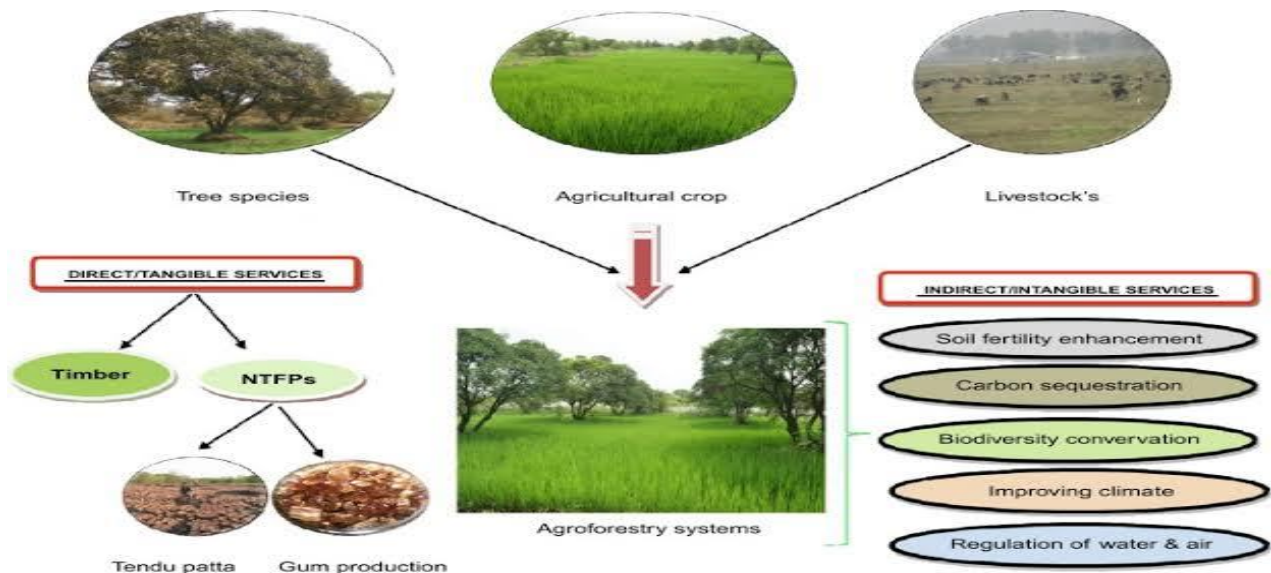 Tree species
Agricultural crop
Livestock's
DIRECT/TANGIBLE SERVICES
Timber
NTFPs
Tendu patta
Gum production
Agroforestry systems
INDIRECT/INTANGIBLE SERVICES
Soil fertility enhancement
Carbon sequestration
Biodiversity convervation
Improving climate
Regulation of water & air